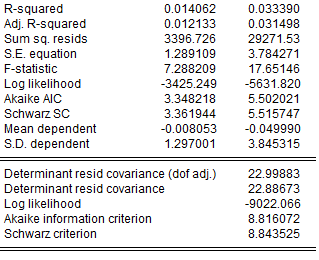 R-squared 0.014062 0.033390
Adj. R-squared 0.012133 0.031498
Sum sq. resids 3396.726 29271.53
S.E. equation 1.289109 3.784271
F-statistic 7.288209 17.65146
Log likelihood -3425.249 -5631.820
Akaike AIC 3.348218 5.502021
Schwarz SC 3.361944 5.515747
Mean dependent -0.008053 -0.049990
S.D. dependent 1.297001 3.845315
Determinant resid covariance (dof adj.) 22.99883
Determinant resid covariance 22.88673
Log likelihood -9022.066
Akaike information criterion 8.816072
Schwarz criterion 8.843525